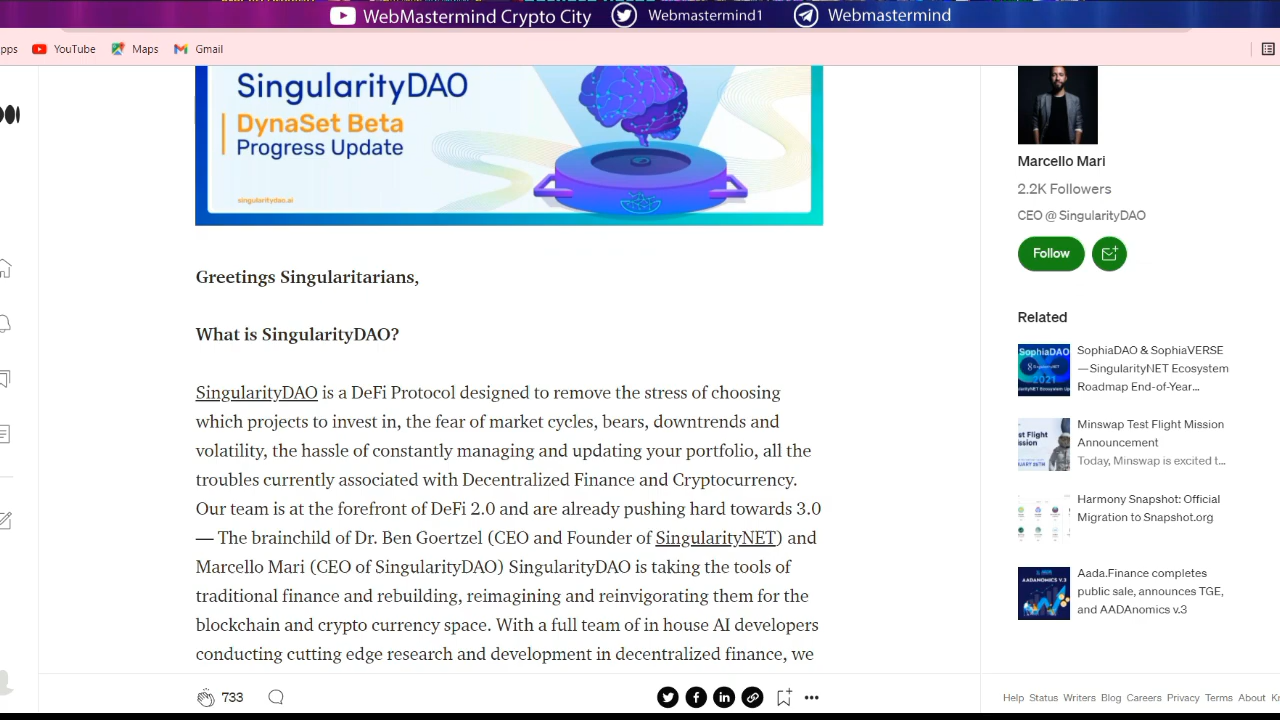 WebMastermind Crypto City
Webmastermind1
Webmastermind
pps
YouTube
Maps
Gmail
SingularityDAO
DynaSet Beta
Progress Update
singularitydao.ai
Greetings Singularitarians,
What is SingularityDAO?
SingularityDAO is a DeFi Protocol designed to remove the stress of choosing
which projects to invest in, the fear of market cycles, bears, downtrends and
volatility, the hassle of constantly managing and updating your portfolio, all the
troubles currently associated with Decentralized Finance and Cryptocurrency.
Our team is at the forefront of DeFi 2.0 and are already pushing hard towards 3.0
— The brainchild of Dr. Ben Goertzel (CEO and Founder of SingularityNET) and
Marcello Mari (CEO of SingularityDAO) SingularityDAO is taking the tools of
traditional finance and rebuilding, reimagining and reinvigorating them for the
blockchain and crypto currency space. With a full team of in house AI developers
conducting cutting edge research and development in decentralized finance, we
733
Marcello Mari
2.2K Followers
CEO @ SingularityDAO
Follow
Related
SophiaDAO
2021
SophiaDAO & SophiaVERSE
— SingularityNET Ecosystem
Roadmap End-of-Year...
st Flight
Minswap Test Flight Mission
Announcement
Today, Minswap is excited t...
Harmony Snapshot: Official
Migration to Snapshot.org
AADANOMICS V.3
Aada.Finance completes
public sale, announces TGE,
and AADAnomics v.3
Help Status Writers Blog Careers Privacy Terms About